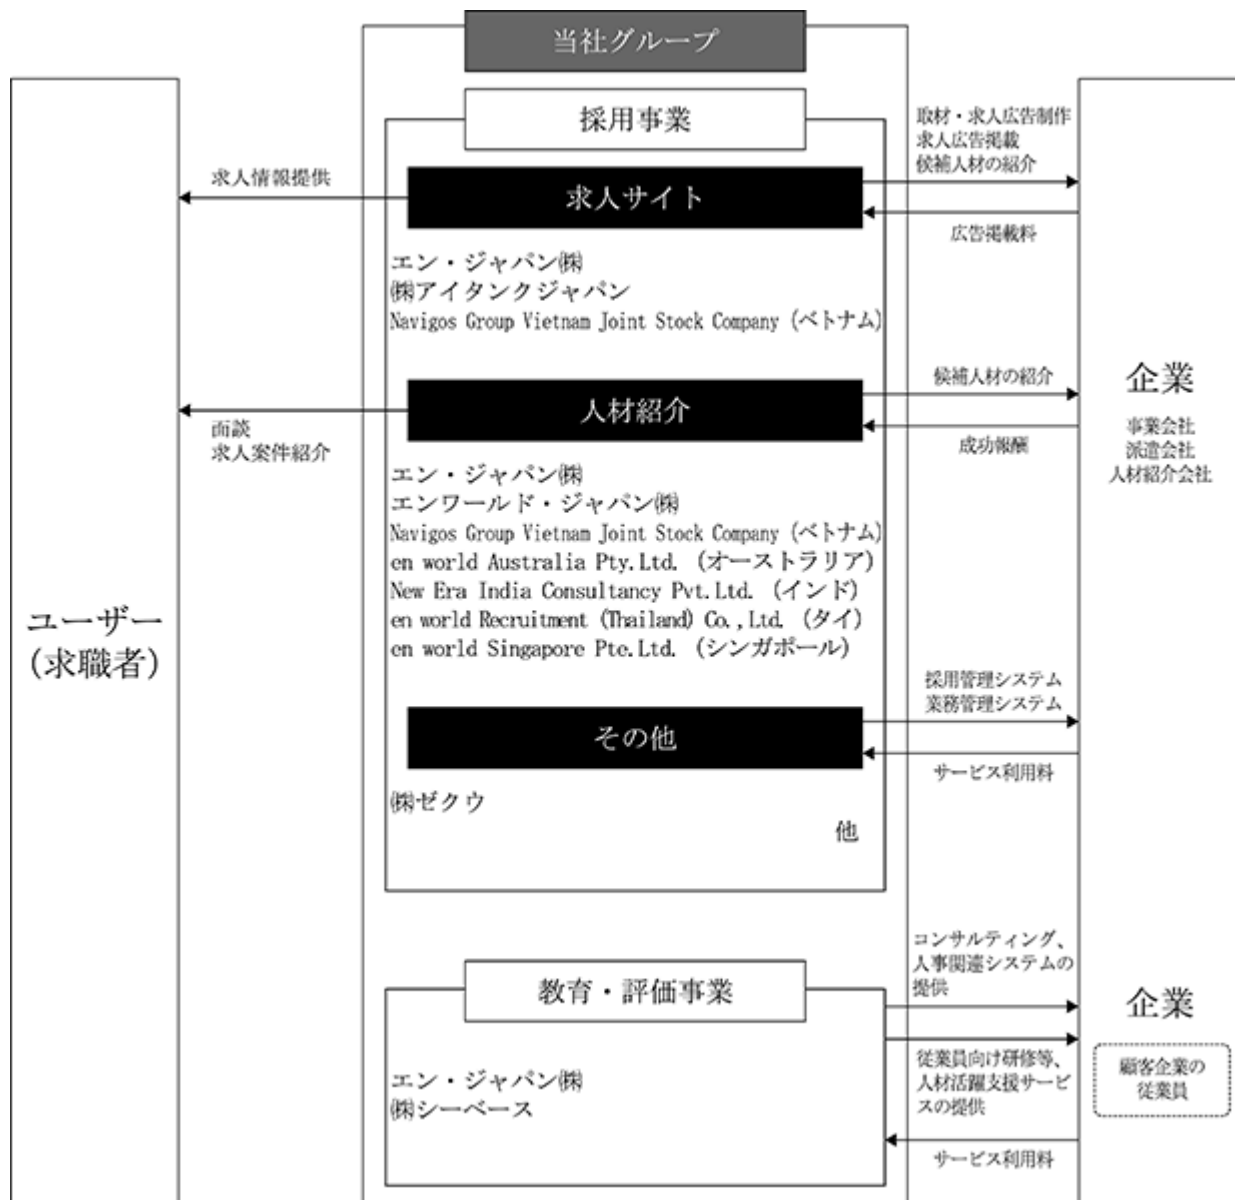 当社グループ
採用事業
取材・求人広告制作
求人広告掲載
候補人材の紹介
求人情報提供
求人サイト
広告掲載料
エン・ジャパン㈱
㈱アイタンクジャパン
Navigos Group Vietnam Joint Stock Company (ベトナム)
候補人材の紹介
人材紹介
面談
求人案件紹介
成功報酬
企業
事業会社
派遣会社
人材紹介会社
エン・ジャパン㈱
エンワールド・ジャパン㈱
Navigos Group Vietnam Joint Stock Company (ベトナム)
en world Australia Pty.Ltd. (オーストラリア)
New Era India Consultancy Pvt.Ltd. (インド)
en world Recruitment (Thailand) Co.,Ltd. (タイ)
en world Singapore Pte.Ltd. (シンガポール)
ユーザー
(求職者)
採用管理システム
業務管理システム
その他
サービス利用料
㈱ゼクウ
他
コンサルティング、
人事関連システムの
提供
教育・評価事業
企業
エン・ジャパン㈱
㈱シーベース
従業員向け研修等、
人材活躍支援サービ
スの提供
顧客企業の
従業員
サービス利用料